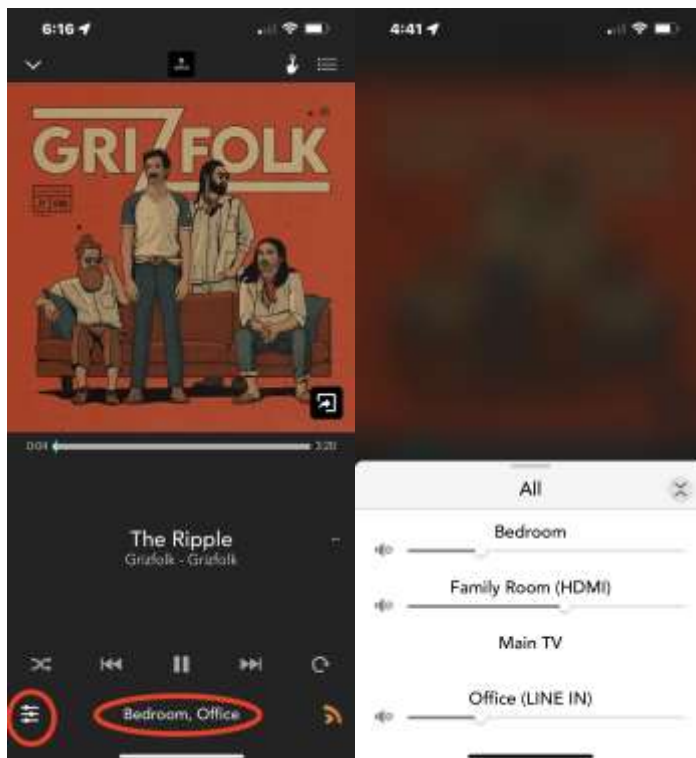 6:16
GRIZFOLK
0:04
3:20
The Ripple
Grizfolk - Grizfolk
Bedroom, Office
4:41
All
Bedroom
Family Room (HDMI)
Main TV
Office (LINE IN)